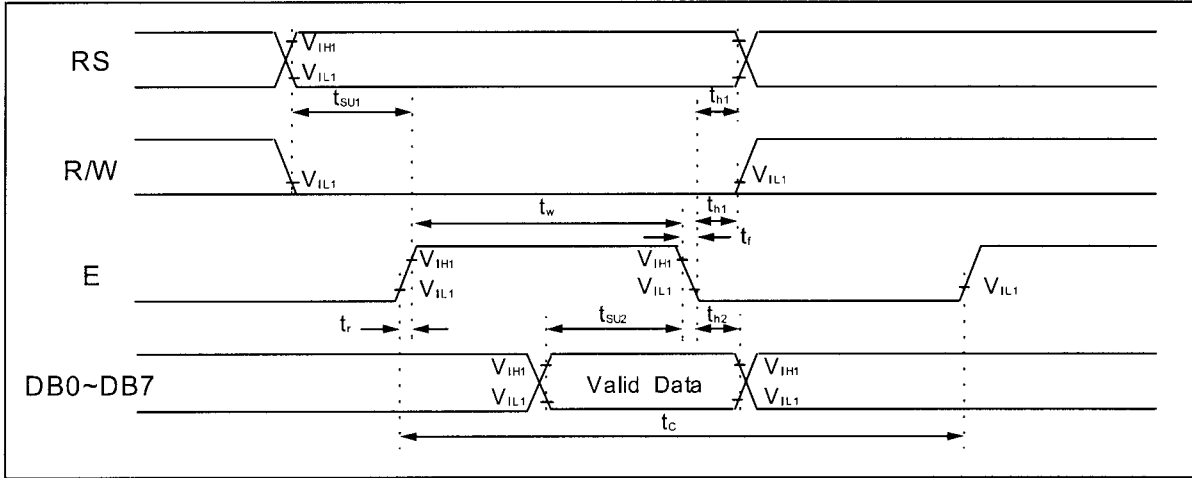 RS
VIH1
VIL1
tSU1
th1
R/W
VIL1
VIL1
tw
th1
tf
E
VIH1
VIL1
VIH1
VIL1
VIL1
tr
tSU2
th2
DB0~DB7
VIH1
VIL1
Valid Data
VIH1
VIL1
tC